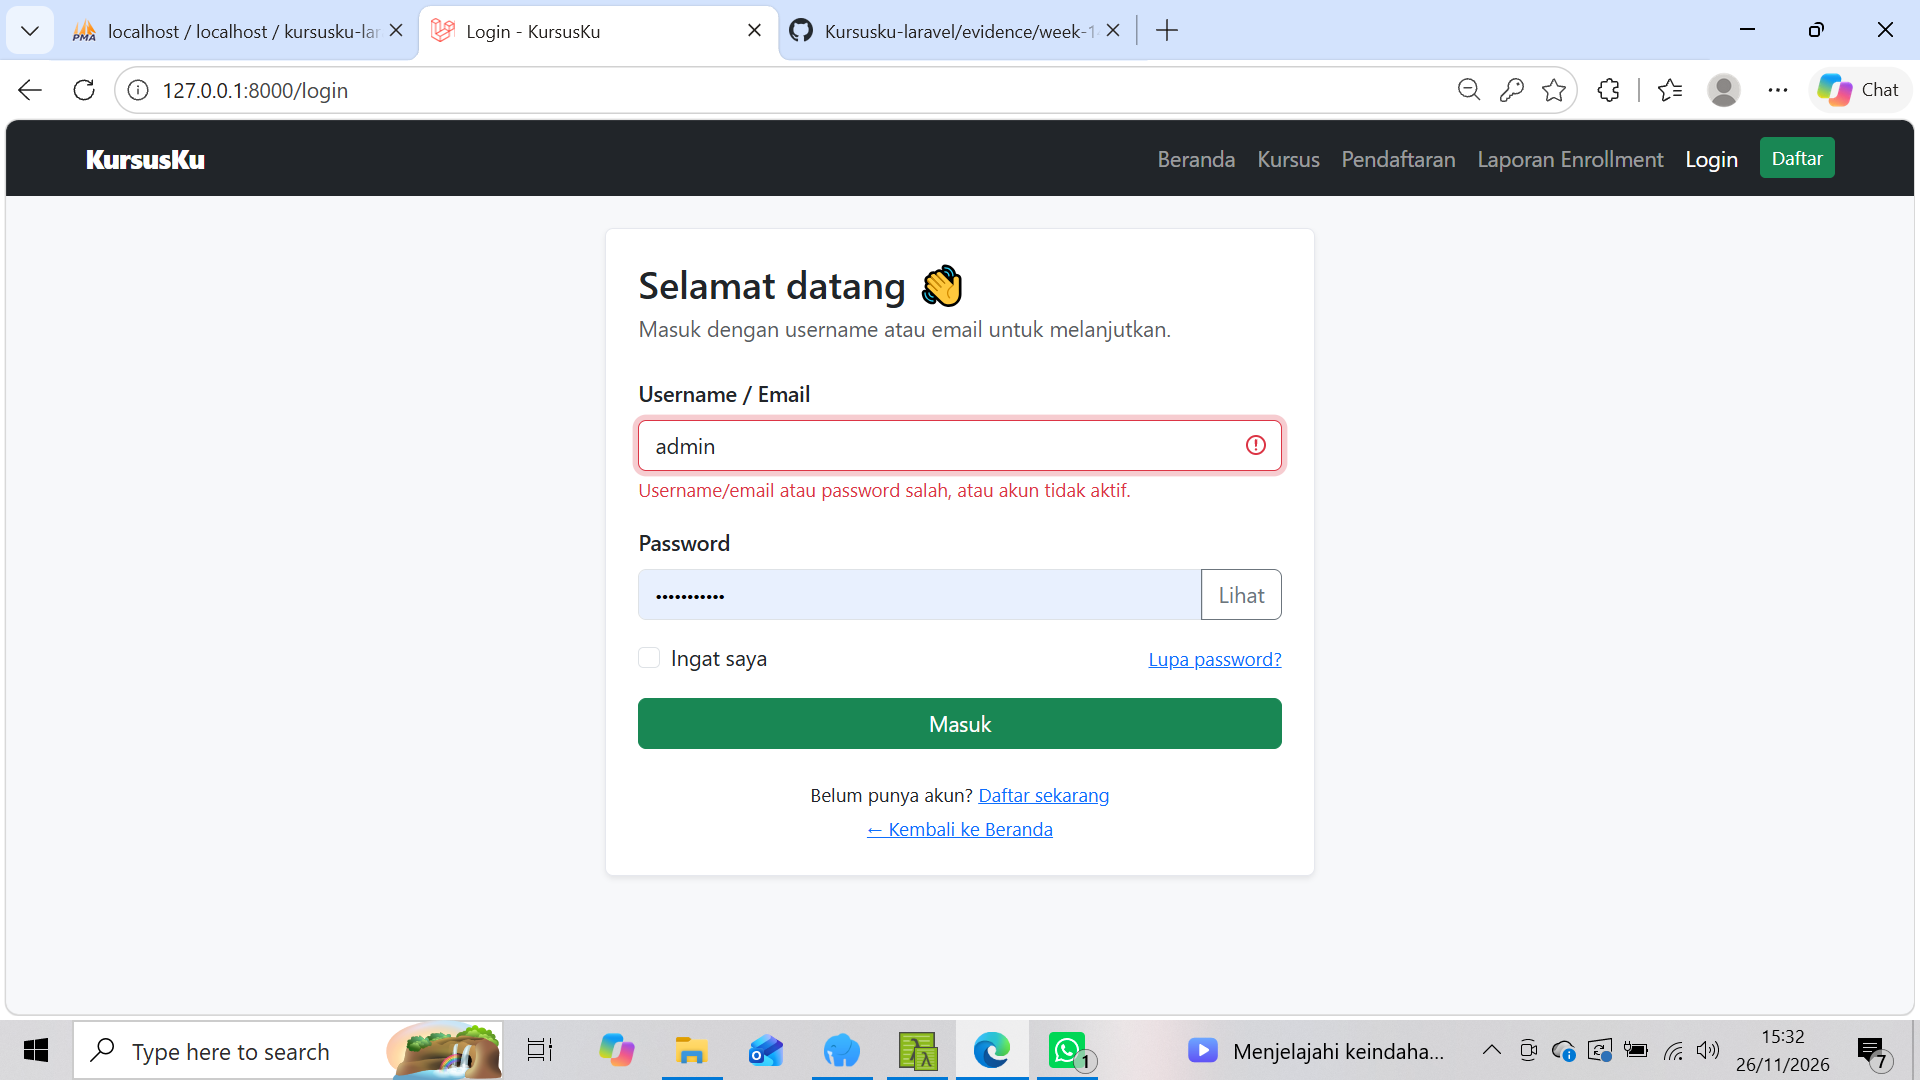 localhost / localhost / kursusku-la
Login - KursusKu
Kursusku-laravel/evidence/week-1
127.0.0.1:8000/login
Chat
KursusKu
Beranda
Kursus
Pendaftaran
Laporan Enrollment
Login
Daftar
Selamat datang 👋
Masuk dengan username atau email untuk melanjutkan.
Username / Email
admin
Username/email atau password salah, atau akun tidak aktif.
Password
•••••••••••
Lihat
Ingat saya
Lupa password?
Masuk
Belum punya akun? Daftar sekarang
← Kembali ke Beranda
Type here to search
1
Menjelajahi keindaha...
15:32
26/11/2026
7